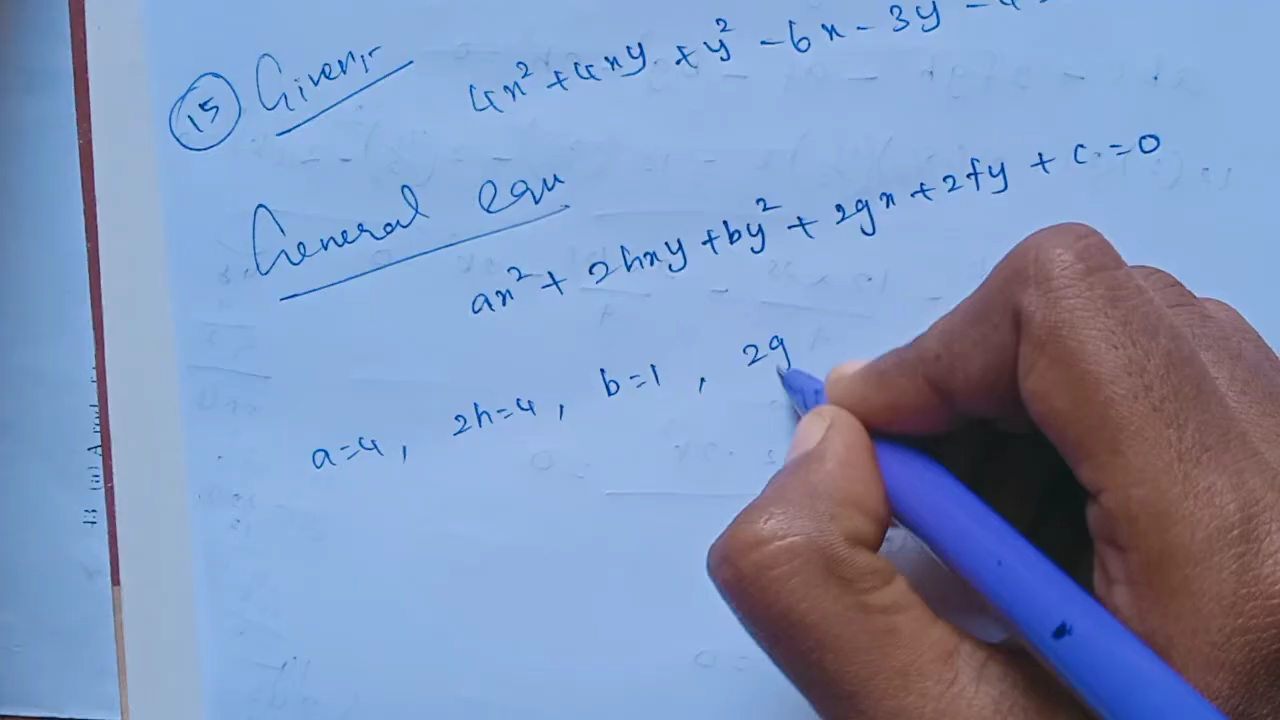 15 Given:-
4x² + 4xy + y² - 6x - 3y - 4
General equ
ax² + 2hxy + by² + 2gx + 2fy + c = 0
a=4, 2h=4, b=1, 2g